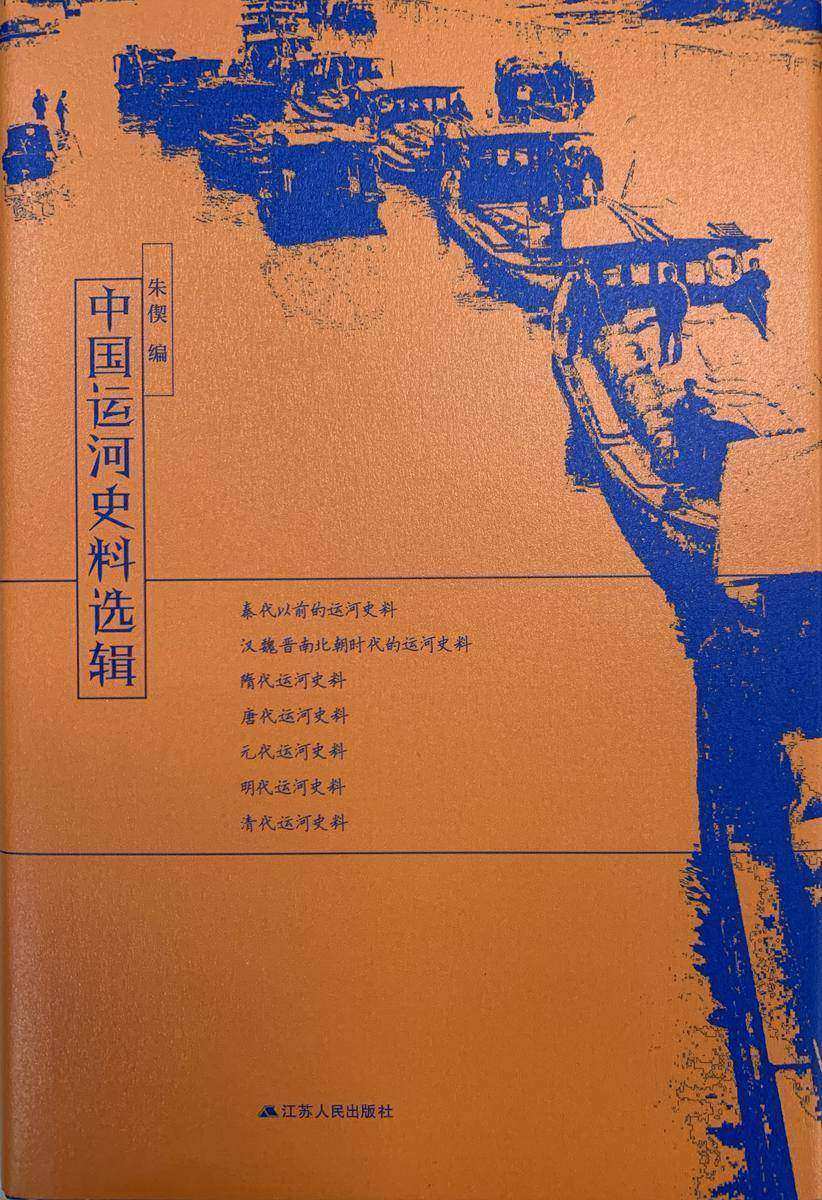 朱偰 编
中国运河史料选辑
秦代以前的运河史料
汉魏晋南北朝时代的运河史料
隋代运河史料
唐代运河史料
元代运河史料
明代运河史料
清代运河史料
江苏人民出版社